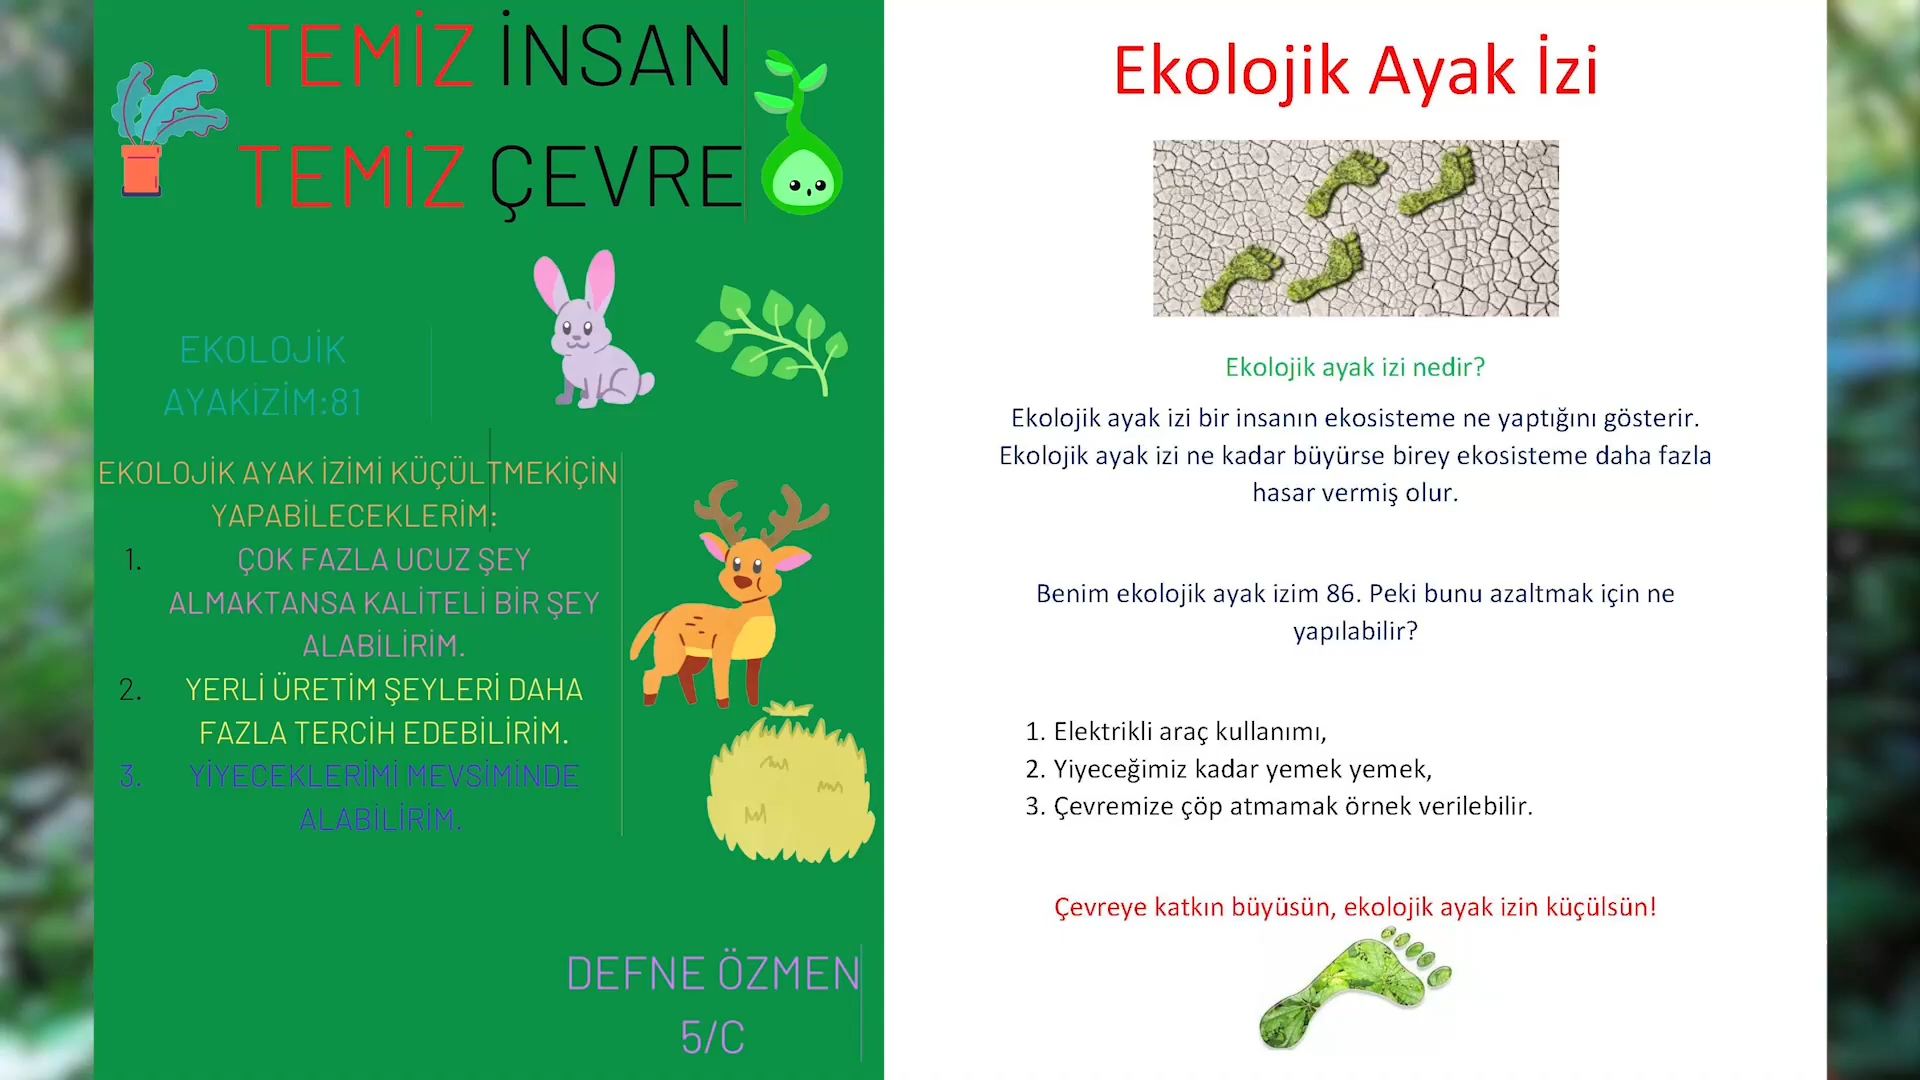 TEMİZ İNSAN
TEMİZ ÇEVRE
EKOLOJİK
AYAKİZİM:81
EKOLOJİK AYAK İZİMİ KÜÇÜLTMEKİÇİN
YAPABİLECEKLERİM:
1. ÇOK FAZLA UCUZ ŞEY
ALMAKTANSA KALİTELİ BİR ŞEY
ALABİLİRİM.
2. YERLİ ÜRETİM ŞEYLERİ DAHA
FAZLA TERCİH EDEBİLİRİM.
3. YİYECEKLERİMİ MEVSİMİNDE
ALABİLİRİM.
DEFNE ÖZMEN
5/C
Ekolojik Ayak İzi
Ekolojik ayak izi nedir?
Ekolojik ayak izi bir insanın ekosisteme ne yaptığını gösterir.
Ekolojik ayak izi ne kadar büyürse birey ekosisteme daha fazla
hasar vermiş olur.
Benim ekolojik ayak izim 86. Peki bunu azaltmak için ne
yapılabilir?
1. Elektrikli araç kullanımı,
2. Yiyeceğimiz kadar yemek yemek,
3. Çevremize çöp atmamak örnek verilebilir.
Çevreye katkın büyüsün, ekolojik ayak izin küçülsün!